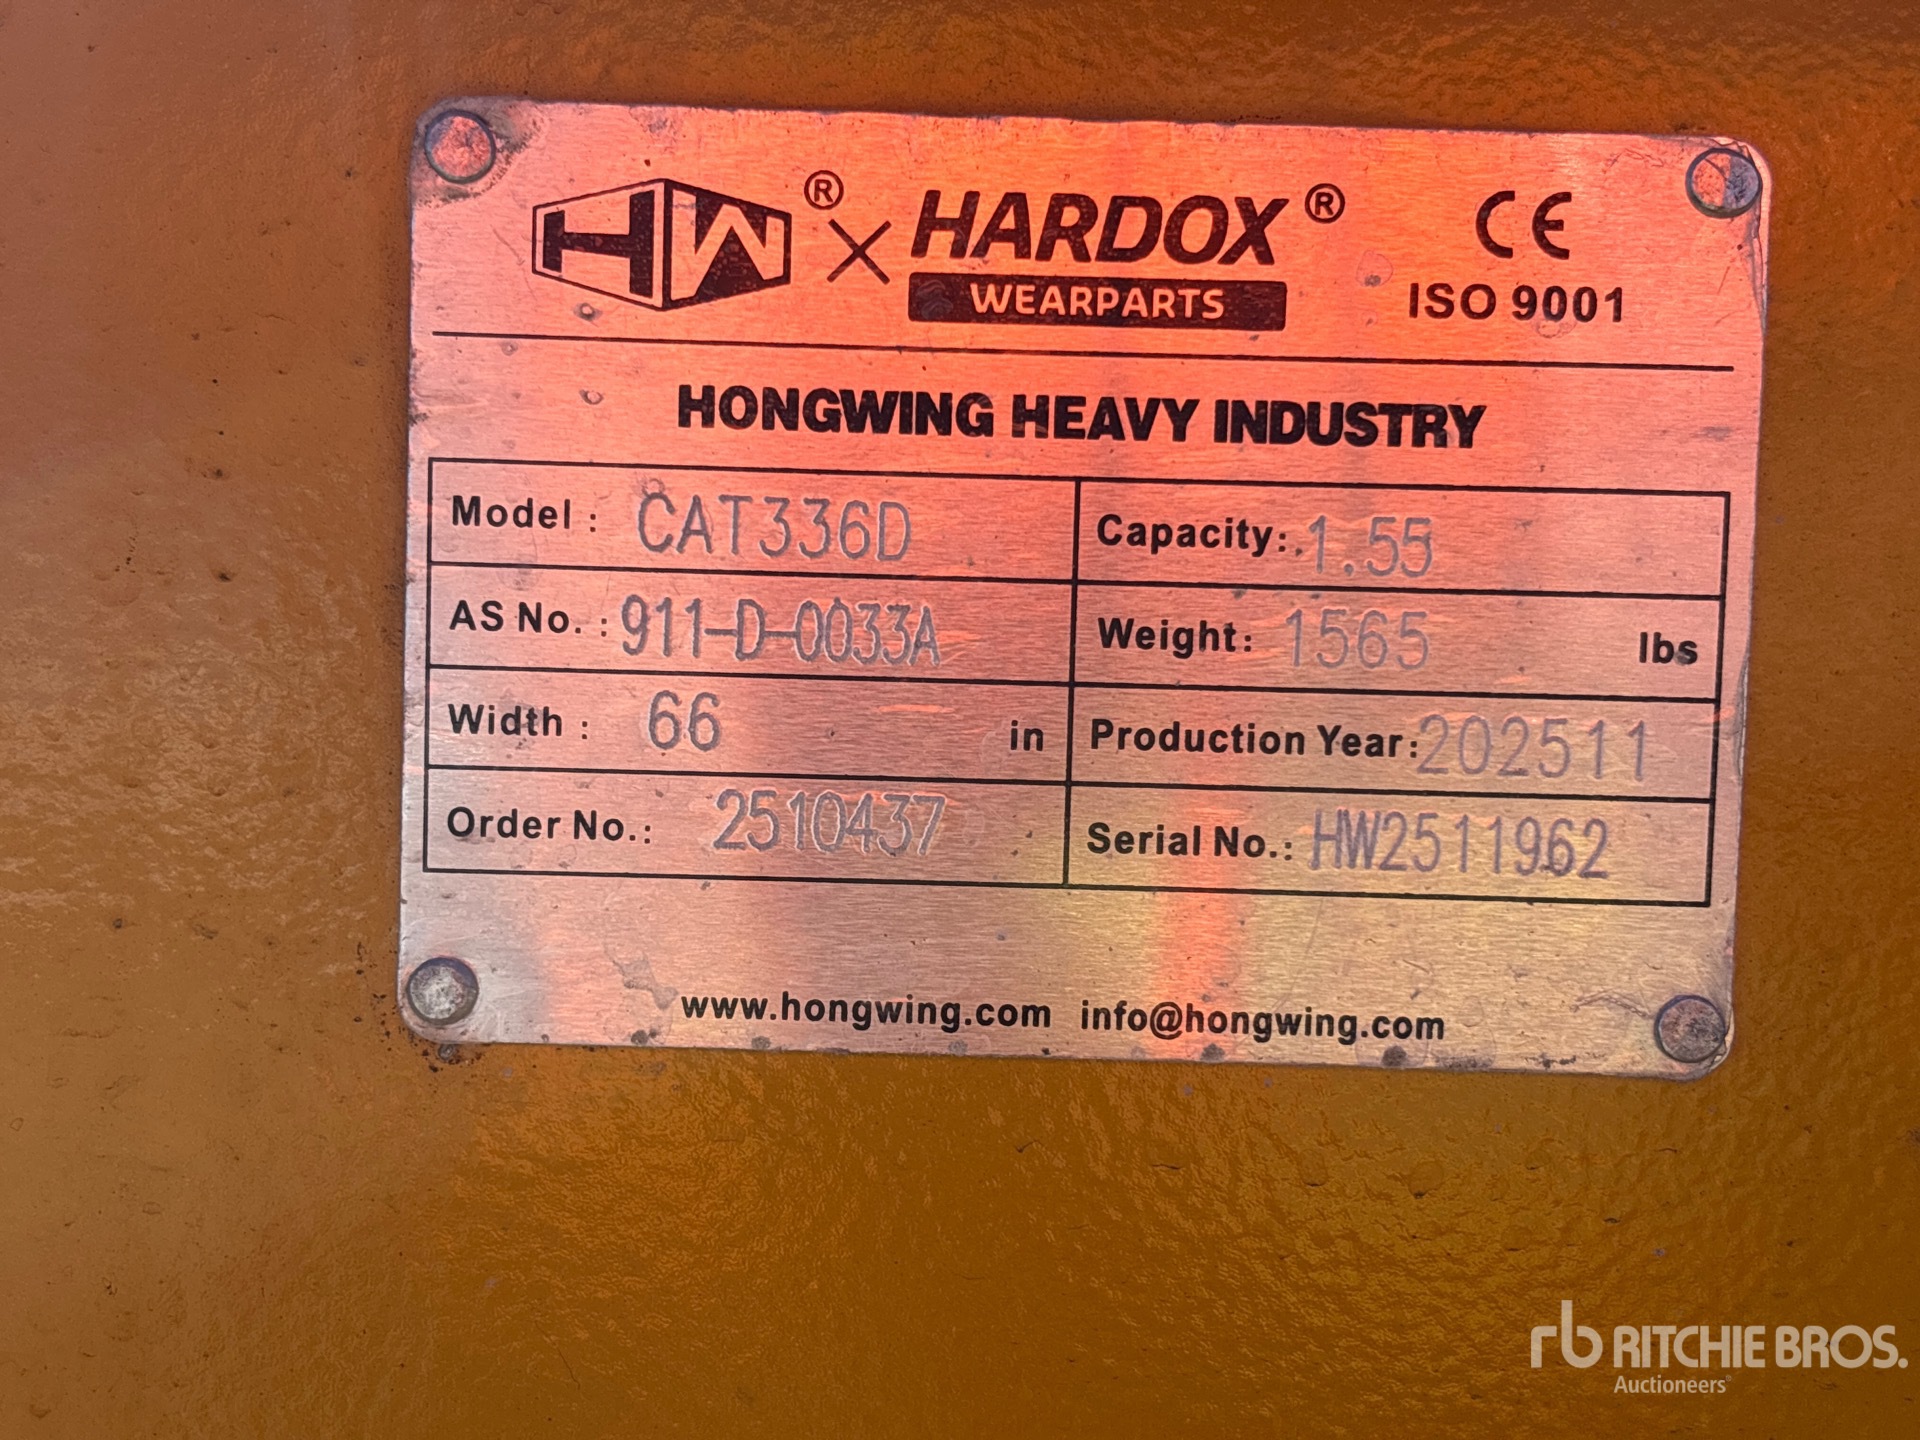 HW® × HARDOX® CE
WEARPARTS ISO 9001
HONGWING HEAVY INDUSTRY
Model: CAT336D Capacity: 1.55
AS No.: 911-D-0033A Weight: 1565 lbs
Width: 66 in Production Year: 202511
Order No.: 2510437 Serial No.: HW2511962
www.hongwing.com info@hongwing.com
rb RITCHIE BROS.
Auctioneers®